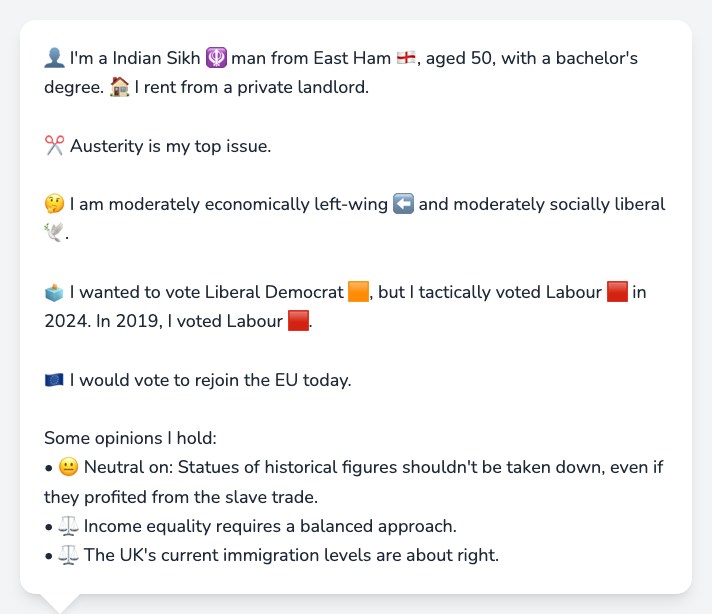 👤 I'm a Indian Sikh 🪯 man from East Ham 🏴󠁧󠁢󠁥󠁮󠁧󠁿, aged 50, with a bachelor's
degree. 🏠 I rent from a private landlord.
✂️ Austerity is my top issue.
🤔 I am moderately economically left-wing ⬅️ and moderately socially liberal
🕊️.
🗳️ I wanted to vote Liberal Democrat 🟧, but I tactically voted Labour 🟥 in
2024. In 2019, I voted Labour 🟥.
🇪🇺 I would vote to rejoin the EU today.
Some opinions I hold:
• 😐 Neutral on: Statues of historical figures shouldn't be taken down, even if
they profited from the slave trade.
• ⚖️ Income equality requires a balanced approach.
• ⚖️ The UK's current immigration levels are about right.